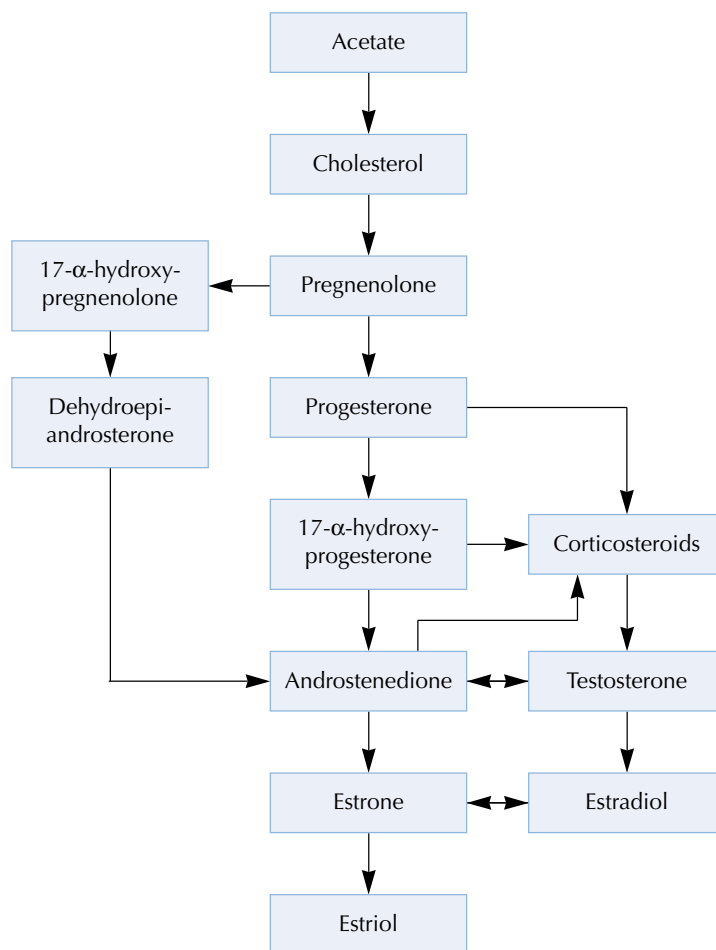 Acetate
Cholesterol
17-α-hydroxy-
pregnenolone
Pregnenolone
Dehydroepi-
androsterone
Progesterone
17-α-hydroxy-
progesterone
Corticosteroids
Androstenedione
Testosterone
Estrone
Estradiol
Estriol